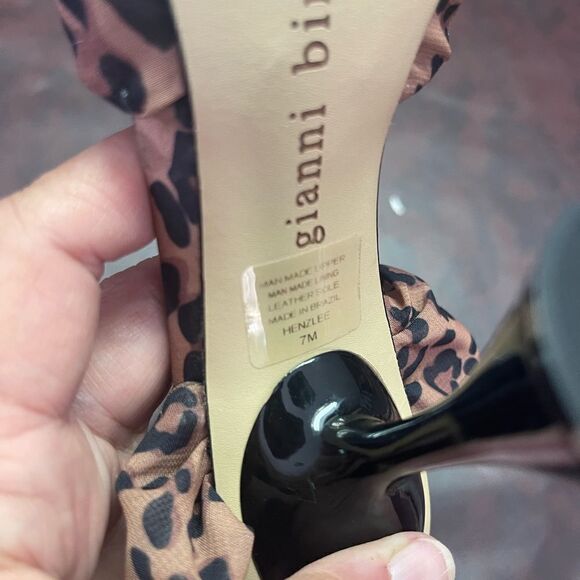 gianni bi
MAN MADE UPPER
MAN MADE LINING
LEATHER SOLE
MADE IN BRAZIL
HENZLEE
7M